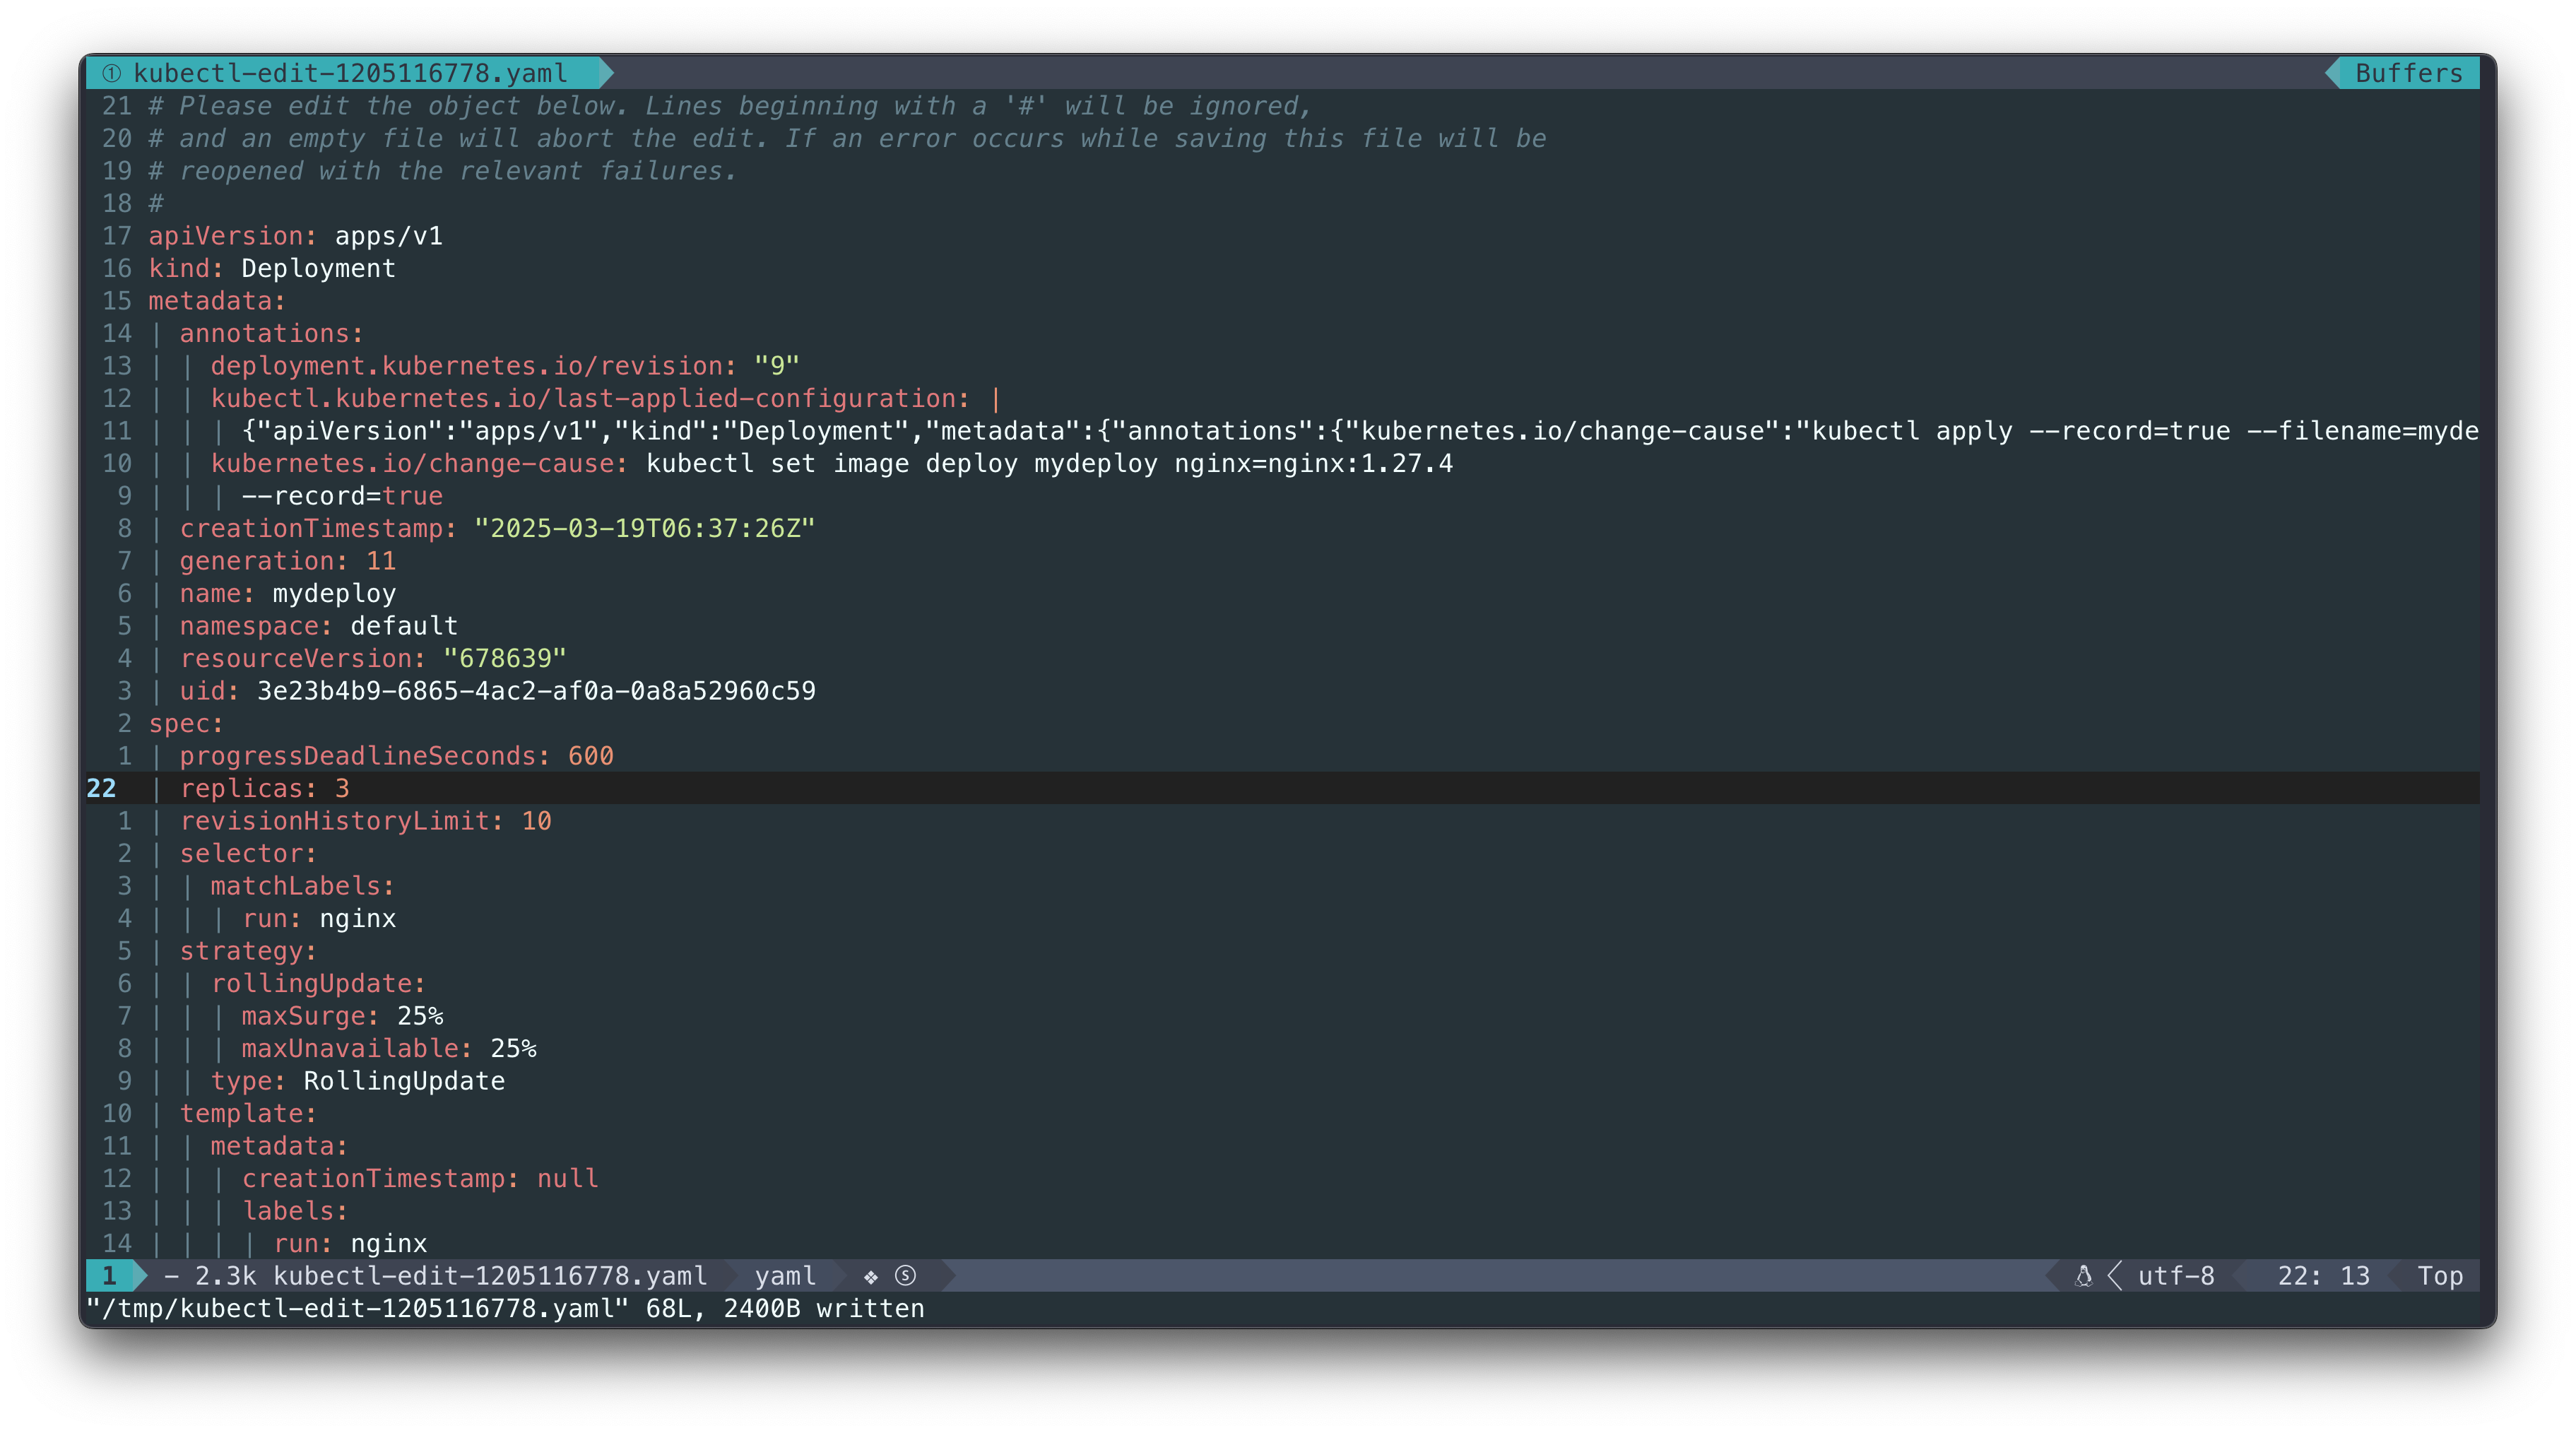 ① kubectl-edit-1205116778.yaml Buffers
21 # Please edit the object below. Lines beginning with a '#' will be ignored,
20 # and an empty file will abort the edit. If an error occurs while saving this file will be
19 # reopened with the relevant failures.
18 #
17 apiVersion: apps/v1
16 kind: Deployment
15 metadata:
14 | annotations:
13 | | deployment.kubernetes.io/revision: "9"
12 | | kubectl.kubernetes.io/last-applied-configuration: |
11 | | | {"apiVersion":"apps/v1","kind":"Deployment","metadata":{"annotations":{"kubernetes.io/change-cause":"kubectl apply --record=true --filename=myde
10 | | kubernetes.io/change-cause: kubectl set image deploy mydeploy nginx=nginx:1.27.4
9 | | | --record=true
8 | creationTimestamp: "2025-03-19T06:37:26Z"
7 | generation: 11
6 | name: mydeploy
5 | namespace: default
4 | resourceVersion: "678639"
3 | uid: 3e23b4b9-6865-4ac2-af0a-0a8a52960c59
2 spec:
1 | progressDeadlineSeconds: 600
22 | replicas: 3
1 | revisionHistoryLimit: 10
2 | selector:
3 | | matchLabels:
4 | | | run: nginx
5 | strategy:
6 | | rollingUpdate:
7 | | | maxSurge: 25%
8 | | | maxUnavailable: 25%
9 | | type: RollingUpdate
10 | template:
11 | | metadata:
12 | | | creationTimestamp: null
13 | | | labels:
14 | | | | run: nginx
1 - 2.3k kubectl-edit-1205116778.yaml yaml ❖ ⓢ utf-8 22: 13 Top
"/tmp/kubectl-edit-1205116778.yaml" 68L, 2400B written